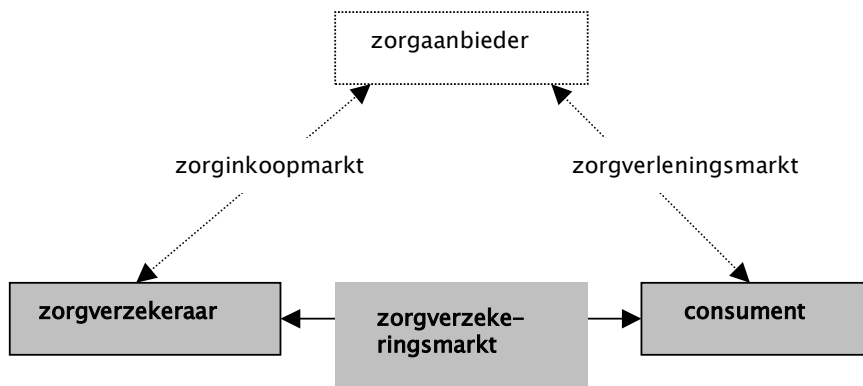 zorgaanbieder
zorginkoopmarkt
zorgverleningsmarkt
zorgverzekeraar
zorgverzeke-
ringsmarkt
consument